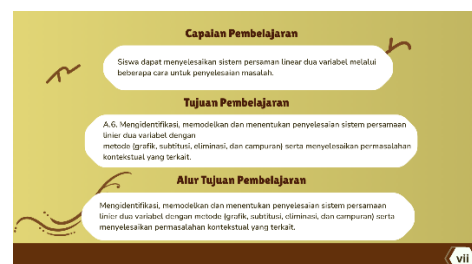 Capaian Pembelajaran
Siswa dapat menyelesaikan sistem persaman linear dua variabel melalui
beberapa cara untuk penyelesaian masalah.
Tujuan Pembelajaran
A.6. Mengidentifikasi, memodelkan dan menentukan penyelesaian sistem persamaan
linier dua variabel dengan
metode (grafik, subtitusi, eliminasi, dan campuran) serta menyelesaikan permasalahan
kontekstual yang terkait.
Alur Tujuan Pembelajaran
Mengidentifikasi, memodelkan dan menentukan penyelesaian sistem persamaan
linier dua variabel dengan metode (grafik, subtitusi, eliminasi, dan campuran) serta
menyelesaikan permasalahan kontekstual yang terkait.
vii